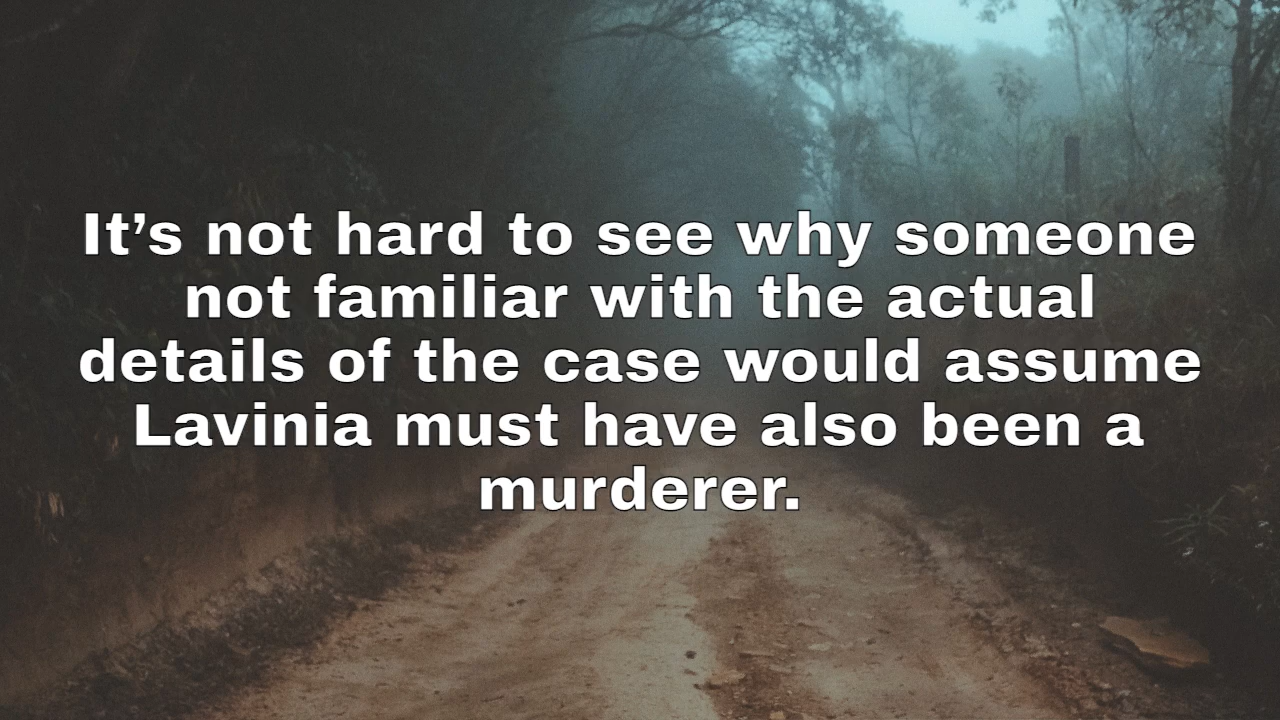 It’s not hard to see why someone
not familiar with the actual
details of the case would assume
Lavinia must have also been a
murderer.